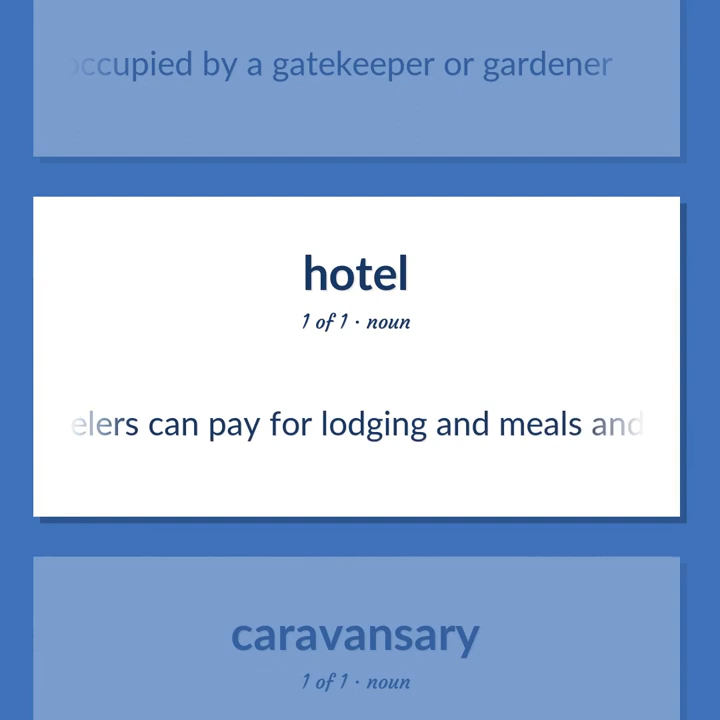 occupied by a gatekeeper or gardener
hotel
1 of 1 · noun
elers can pay for lodging and meals and
caravansary
1 of 1 · noun